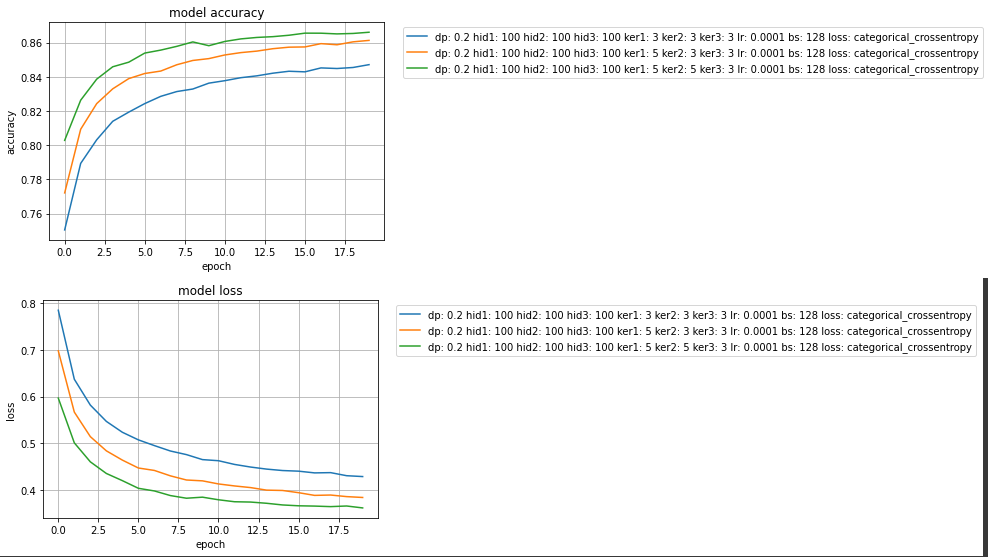 model accuracy
0.86
0.84
0.82
0.80
0.78
0.76
accuracy
0.0 2.5 5.0 7.5 10.0 12.5 15.0 17.5
epoch
dp: 0.2 hid1: 100 hid2: 100 hid3: 100 ker1: 3 ker2: 3 ker3: 3 lr: 0.0001 bs: 128 loss: categorical_crossentropy
dp: 0.2 hid1: 100 hid2: 100 hid3: 100 ker1: 5 ker2: 3 ker3: 3 lr: 0.0001 bs: 128 loss: categorical_crossentropy
dp: 0.2 hid1: 100 hid2: 100 hid3: 100 ker1: 5 ker2: 5 ker3: 3 lr: 0.0001 bs: 128 loss: categorical_crossentropy
model loss
0.8
0.7
0.6
0.5
0.4
loss
0.0 2.5 5.0 7.5 10.0 12.5 15.0 17.5
epoch
dp: 0.2 hid1: 100 hid2: 100 hid3: 100 ker1: 3 ker2: 3 ker3: 3 lr: 0.0001 bs: 128 loss: categorical_crossentropy
dp: 0.2 hid1: 100 hid2: 100 hid3: 100 ker1: 5 ker2: 3 ker3: 3 lr: 0.0001 bs: 128 loss: categorical_crossentropy
dp: 0.2 hid1: 100 hid2: 100 hid3: 100 ker1: 5 ker2: 5 ker3: 3 lr: 0.0001 bs: 128 loss: categorical_crossentropy